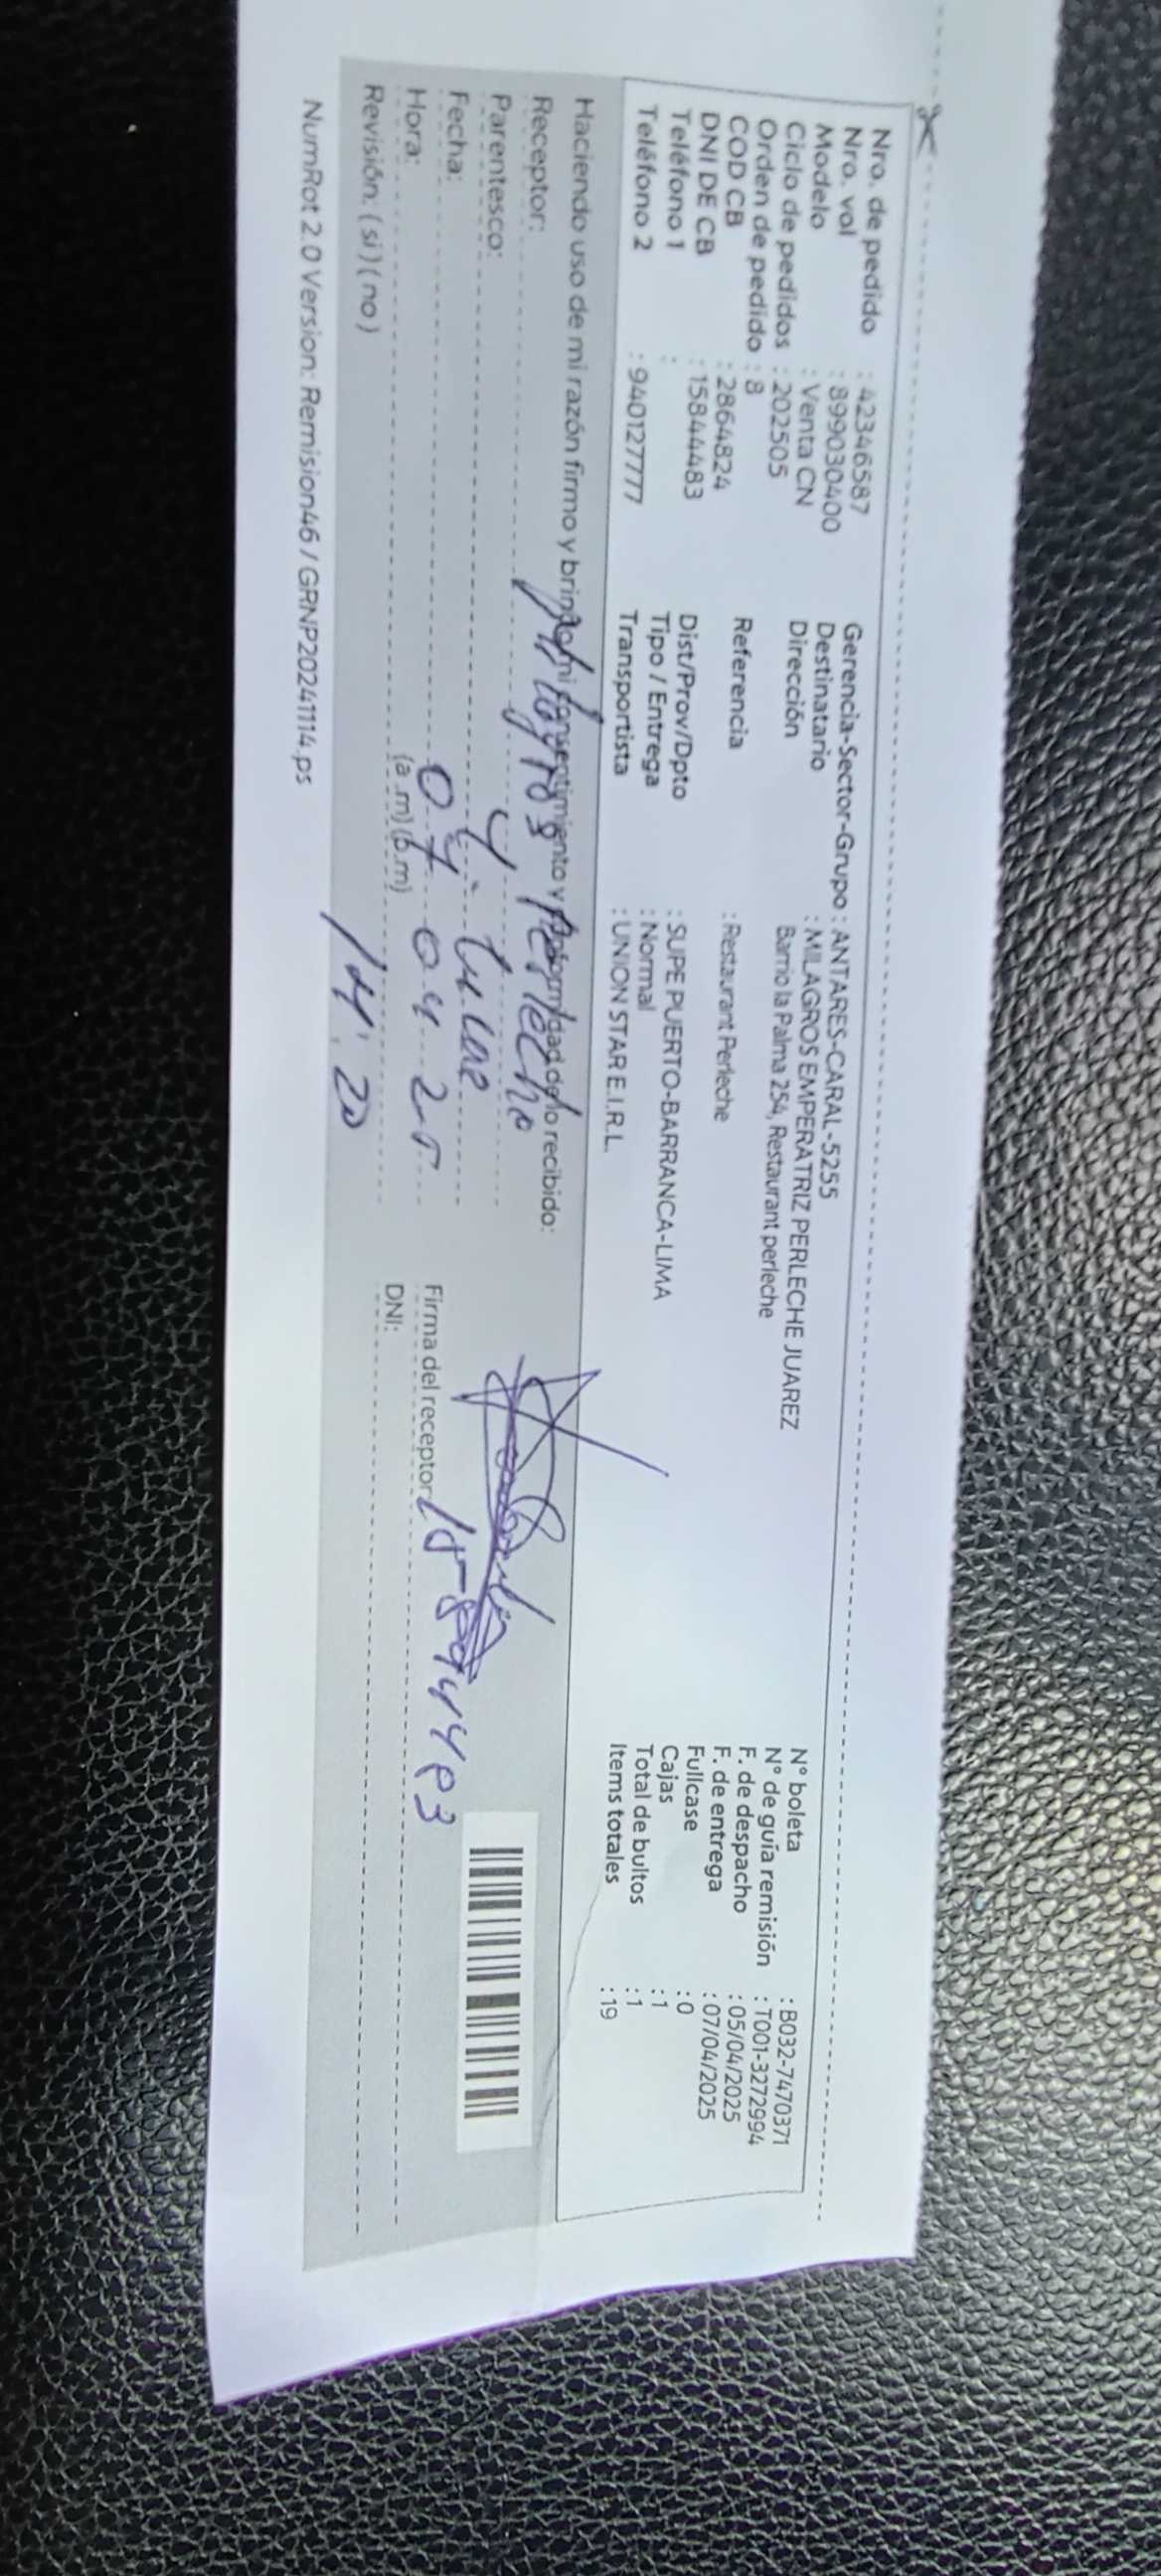 Nro. de pedido : 42346587
Nro. vol : 899030400
Modelo : Venta CN
Ciclo de pedidos : 202505
Orden de pedido : 8
COD CB : 2864824
DNI DE CB : 15844483
Teléfono 1 :
Teléfono 2 : 940127777
Gerencia-Sector-Grupo : ANTARES-CARAL-5255
Destinatario : MILAGROS EMPERATRIZ PERLECHE JUAREZ
Dirección Barrio la Palma 254, Restaurant perleche
Referencia : Restaurant Perleche
Dist/Prov/Dpto : SUPE PUERTO-BARRANCA-LIMA
Tipo / Entrega : Normal
Transportista : UNION STAR E.I.R.L.
N° boleta : B032-7470371
N° de guía remisión : T001-3272994
F. de despacho : 05/04/2025
F. de entrega : 07/04/2025
Fullcase : 0
Cajas : 1
Total de bultos : 1
Items totales : 19
Haciendo uso de mi razón firmo y brindo mi consentimiento y conformidad de lo recibido:
Receptor: Milagros Perleche
Parentesco:
Fecha: 07 04 25
Hora: (a.m) (p.m) 14:20
Revisión: (si) (no)
Firma del receptor:
DNI: 15844483
NumRot 2.0 Version: Remision46 / GRNP20241114.ps